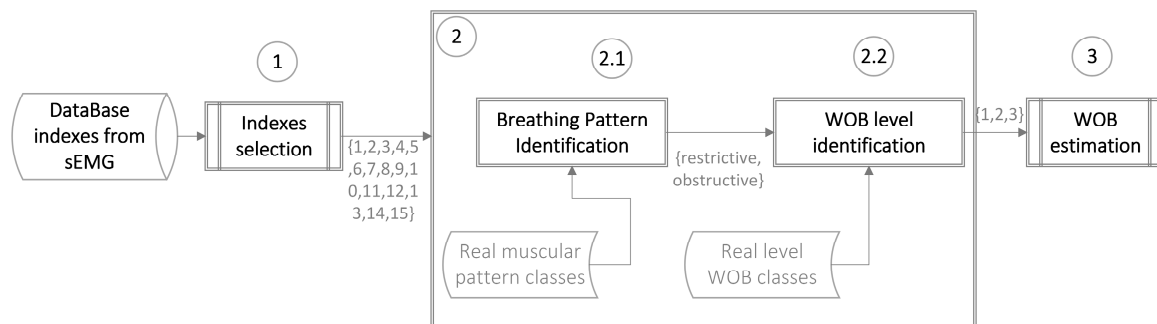 1
2
2.1
2.2
3
DataBase
indexes from
sEMG
Indexes
selection
{1,2,3,4,5
,6,7,8,9,1
0,11,12,1
3,14,15}
Breathing Pattern
Identification
{restrictive,
obstructive}
WOB level
identification
{1,2,3}
WOB
estimation
Real muscular
pattern classes
Real level
WOB classes